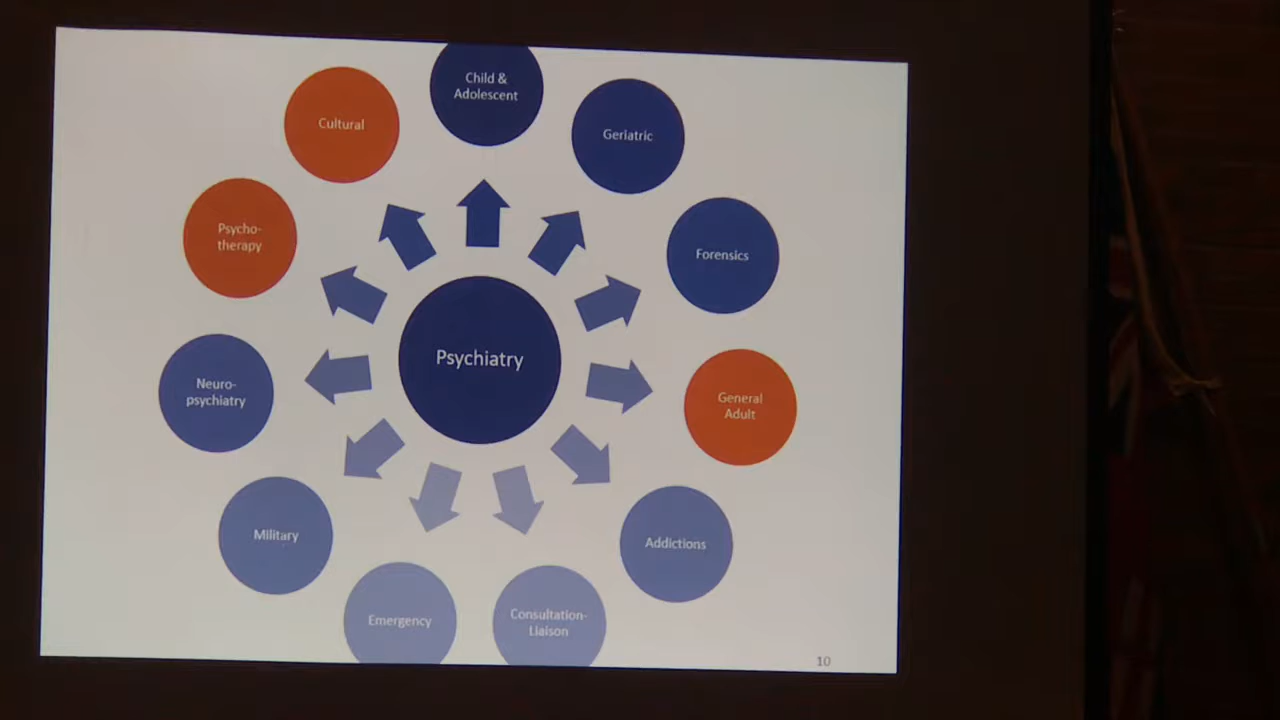 Child &
Adolescent
Cultural
Geriatric
Psycho-
therapy
Forensics
Psychiatry
Neuro-
psychiatry
General
Adult
Military
Addictions
Emergency
Consultation-
Liaison
10